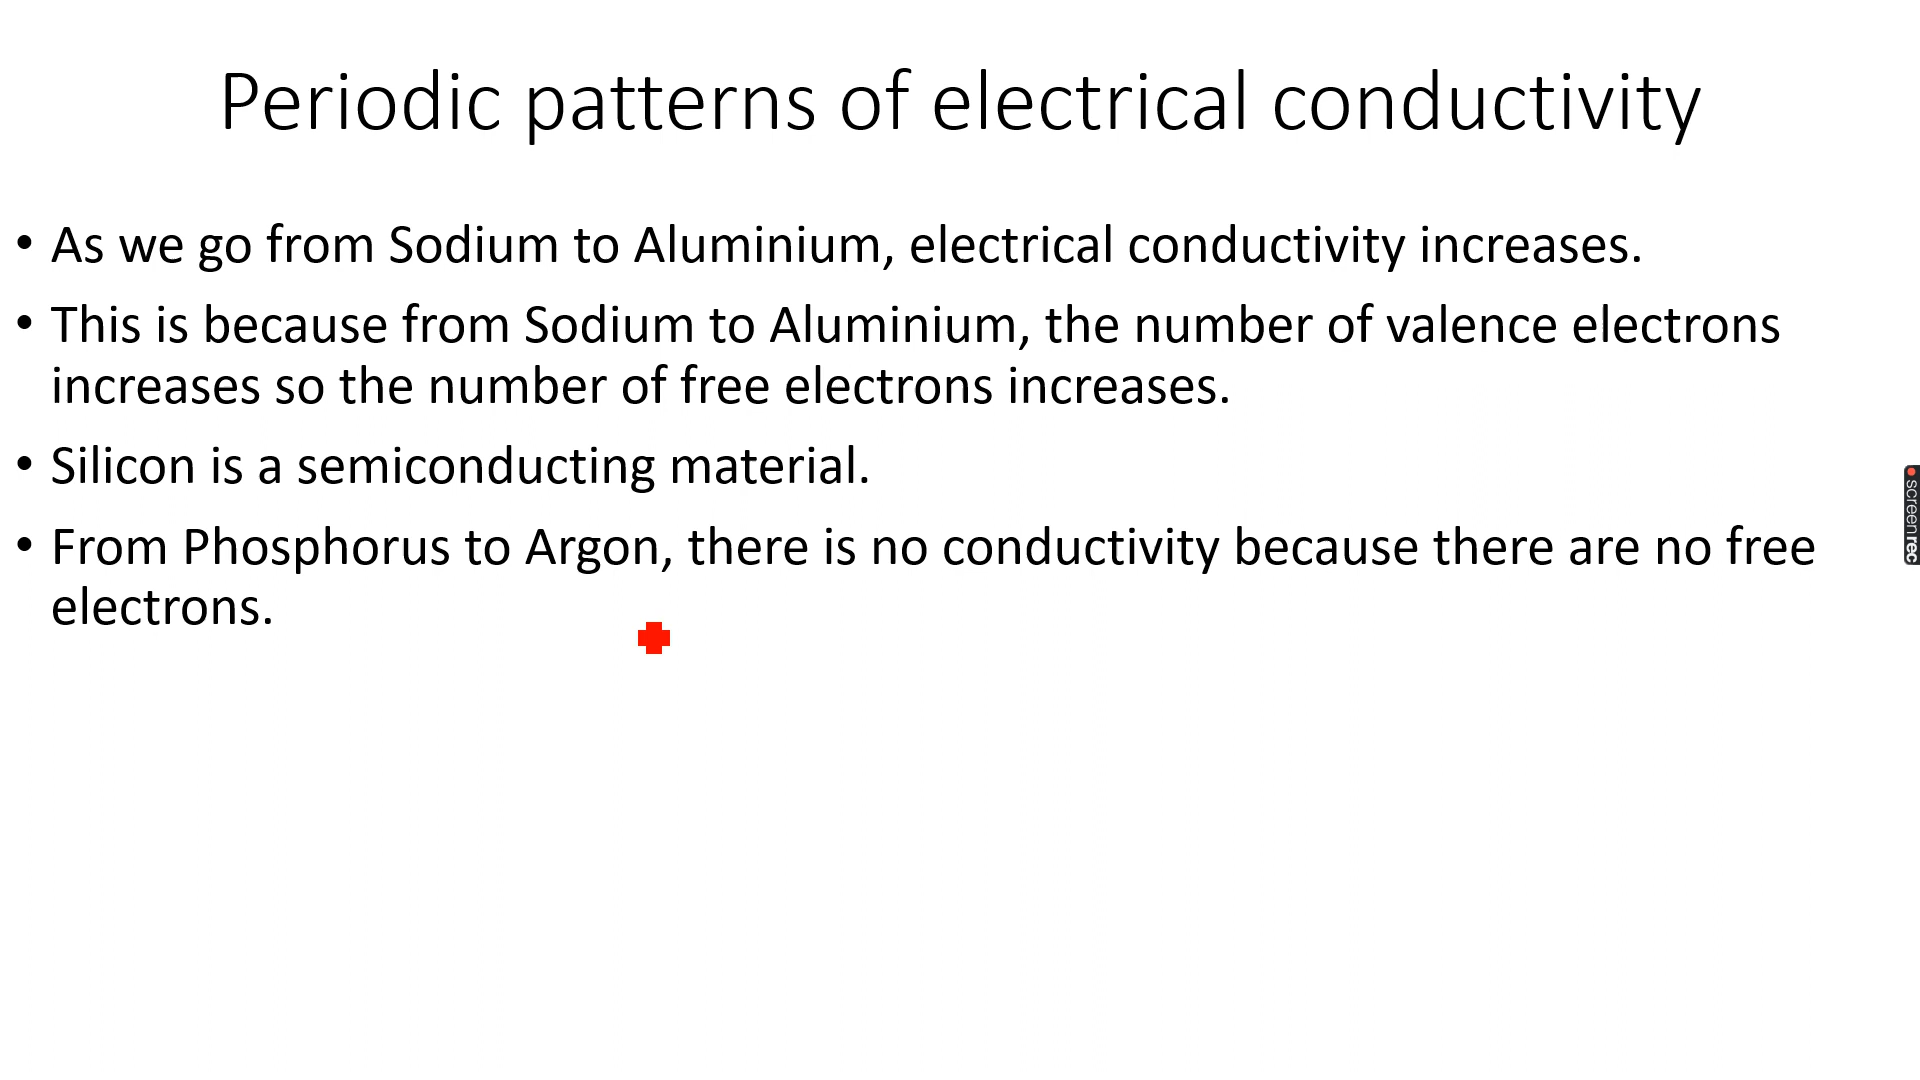 Periodic patterns of electrical conductivity
• As we go from Sodium to Aluminium, electrical conductivity increases.
• This is because from Sodium to Aluminium, the number of valence electrons
increases so the number of free electrons increases.
• Silicon is a semiconducting material.
• From Phosphorus to Argon, there is no conductivity because there are no free
electrons.
screenrec